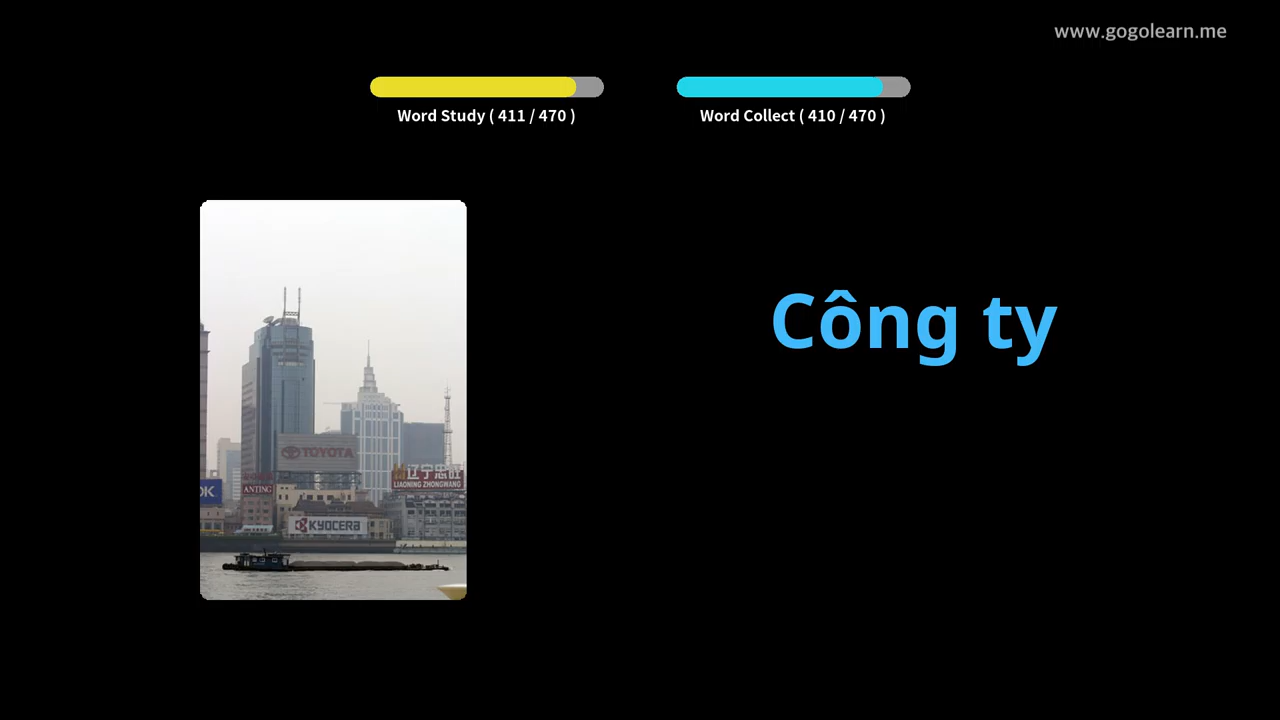 www.gogolearn.me
Word Study ( 411 / 470 )
Word Collect ( 410 / 470 )
Công ty
TOYOTA
辽宁忠旺
LIAONING ZHONGWANG
OK
ANTING
KYOCERA